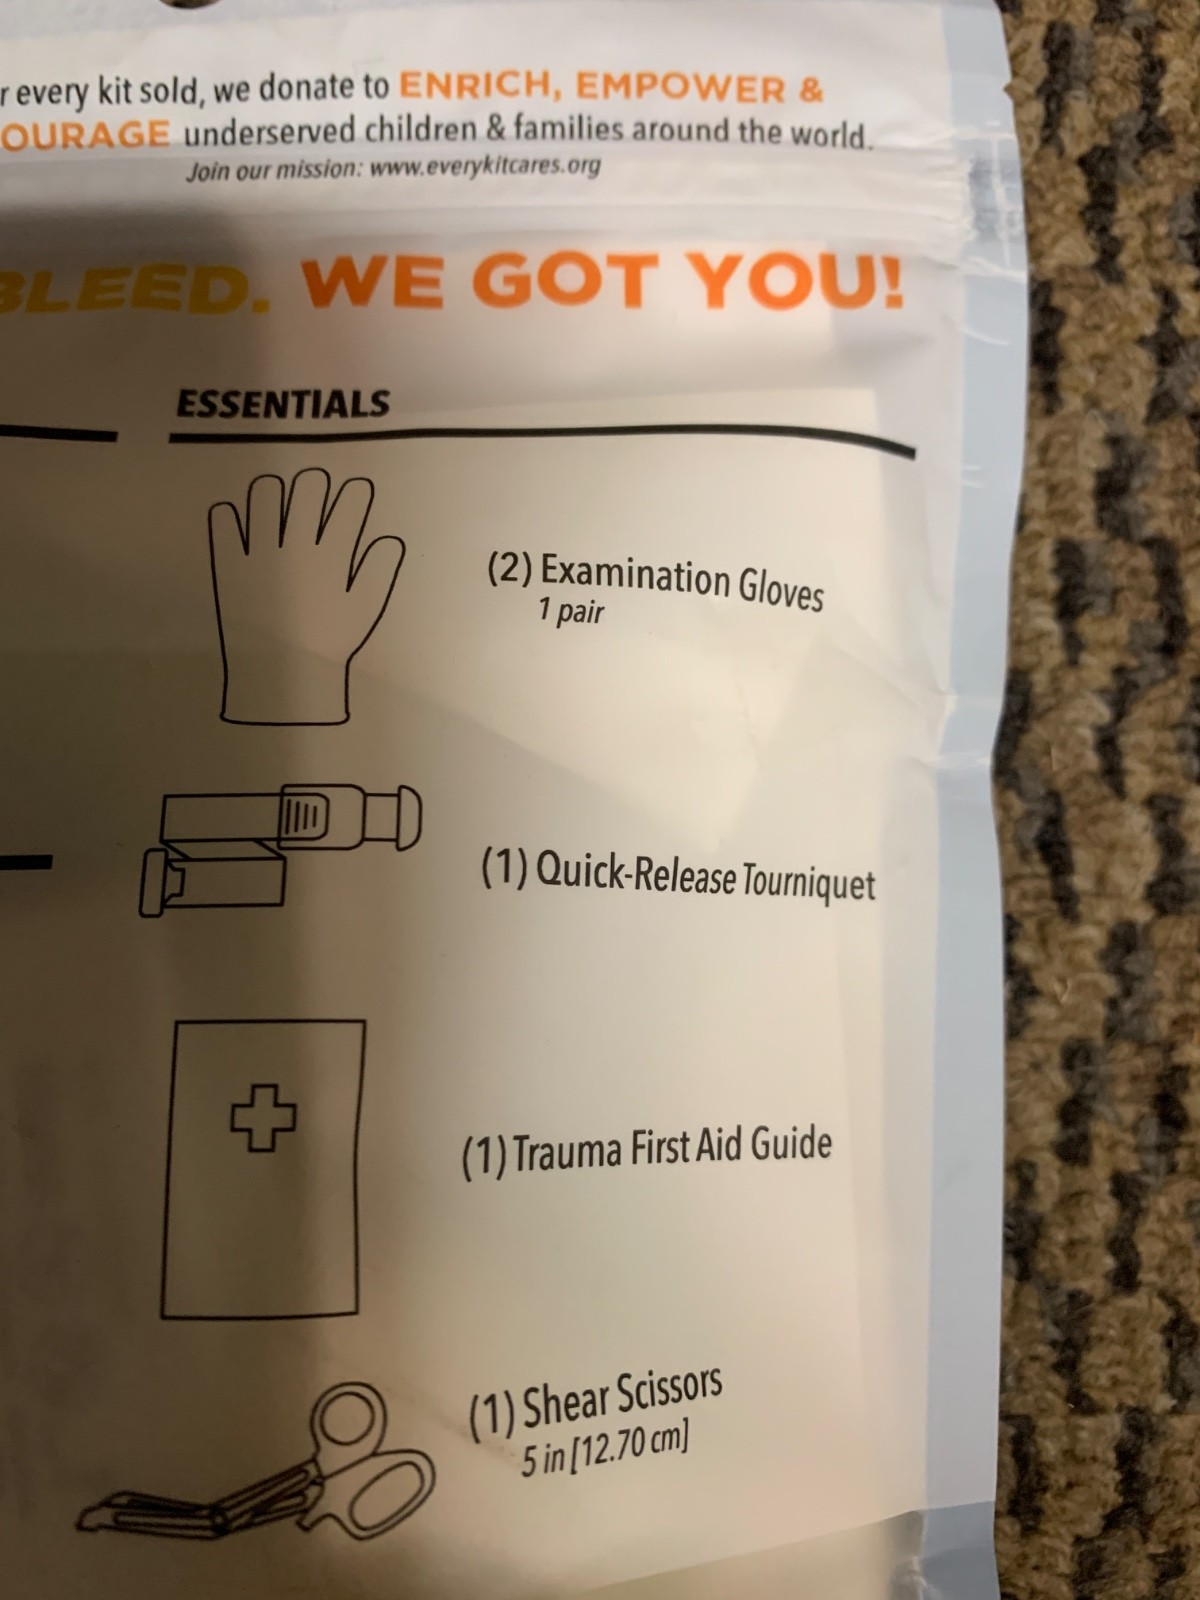 r every kit sold, we donate to ENRICH, EMPOWER &
OURAGE underserved children & families around the world.
Join our mission: www.everykitcares.org
BLEED. WE GOT YOU!
ESSENTIALS
(2) Examination Gloves
1 pair
(1) Quick-Release Tourniquet
(1) Trauma First Aid Guide
(1) Shear Scissors
5 in [12.70 cm]